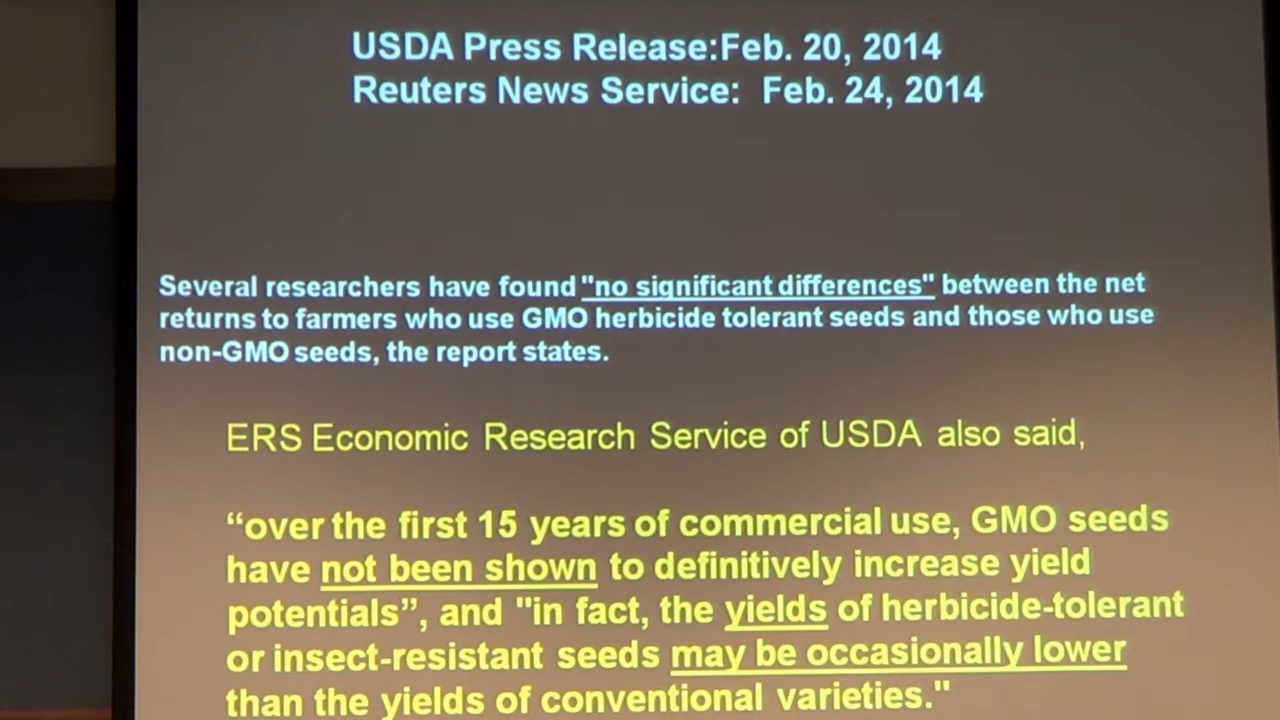 USDA Press Release:Feb. 20, 2014
Reuters News Service: Feb. 24, 2014
Several researchers have found "no significant differences" between the net
returns to farmers who use GMO herbicide tolerant seeds and those who use
non-GMO seeds, the report states.
ERS Economic Research Service of USDA also said,
“over the first 15 years of commercial use, GMO seeds
have not been shown to definitively increase yield
potentials”, and "in fact, the yields of herbicide-tolerant
or insect-resistant seeds may be occasionally lower
than the yields of conventional varieties."